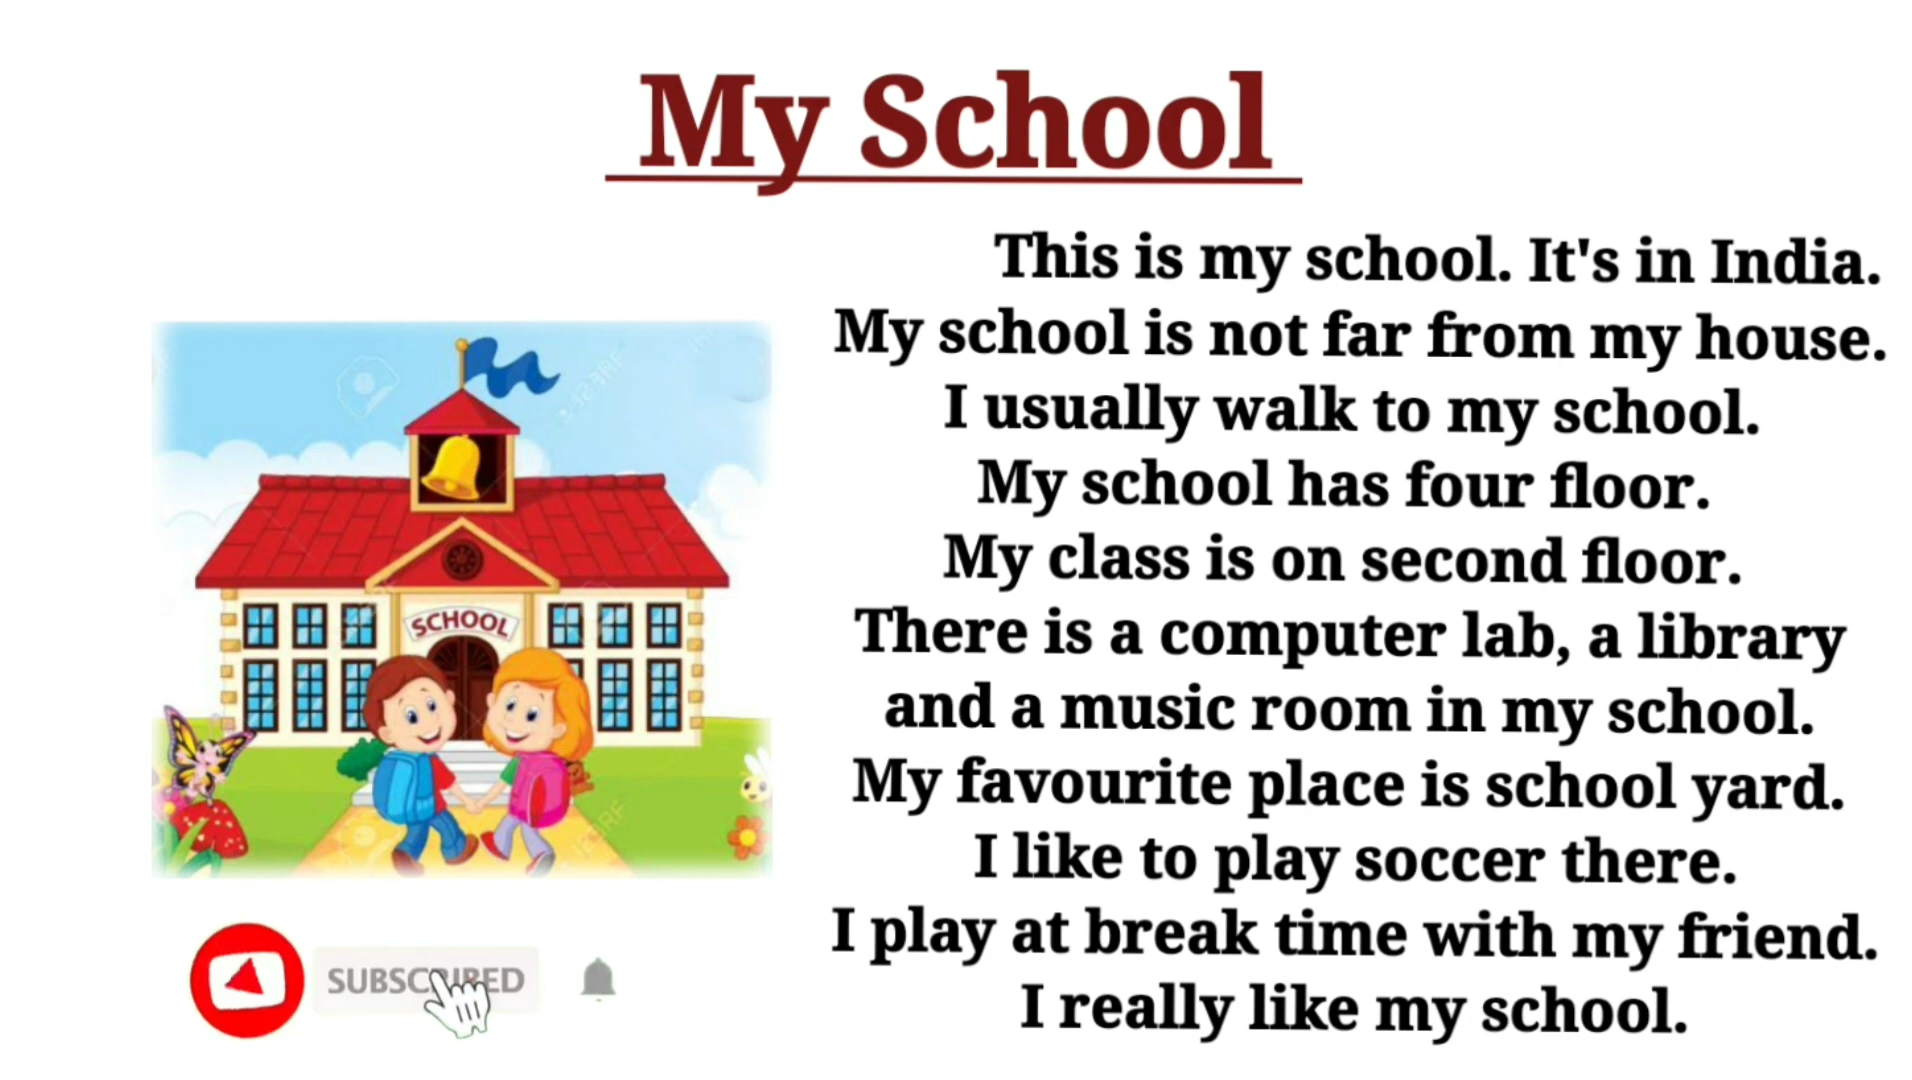 My School
This is my school. It's in India.
My school is not far from my house.
I usually walk to my school.
My school has four floor.
My class is on second floor.
There is a computer lab, a library
and a music room in my school.
My favourite place is school yard.
I like to play soccer there.
I play at break time with my friend.
I really like my school.
SCHOOL
SUBSCRIBED